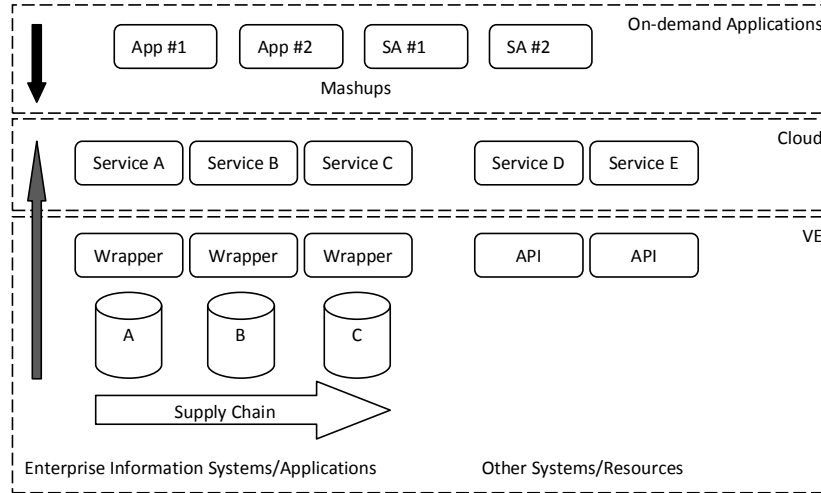 On-demand Applications
App #1
App #2
SA #1
SA #2
Mashups
Cloud
Service A
Service B
Service C
Service D
Service E
VE
Wrapper
Wrapper
Wrapper
API
API
A
B
C
Supply Chain
Enterprise Information Systems/Applications
Other Systems/Resources